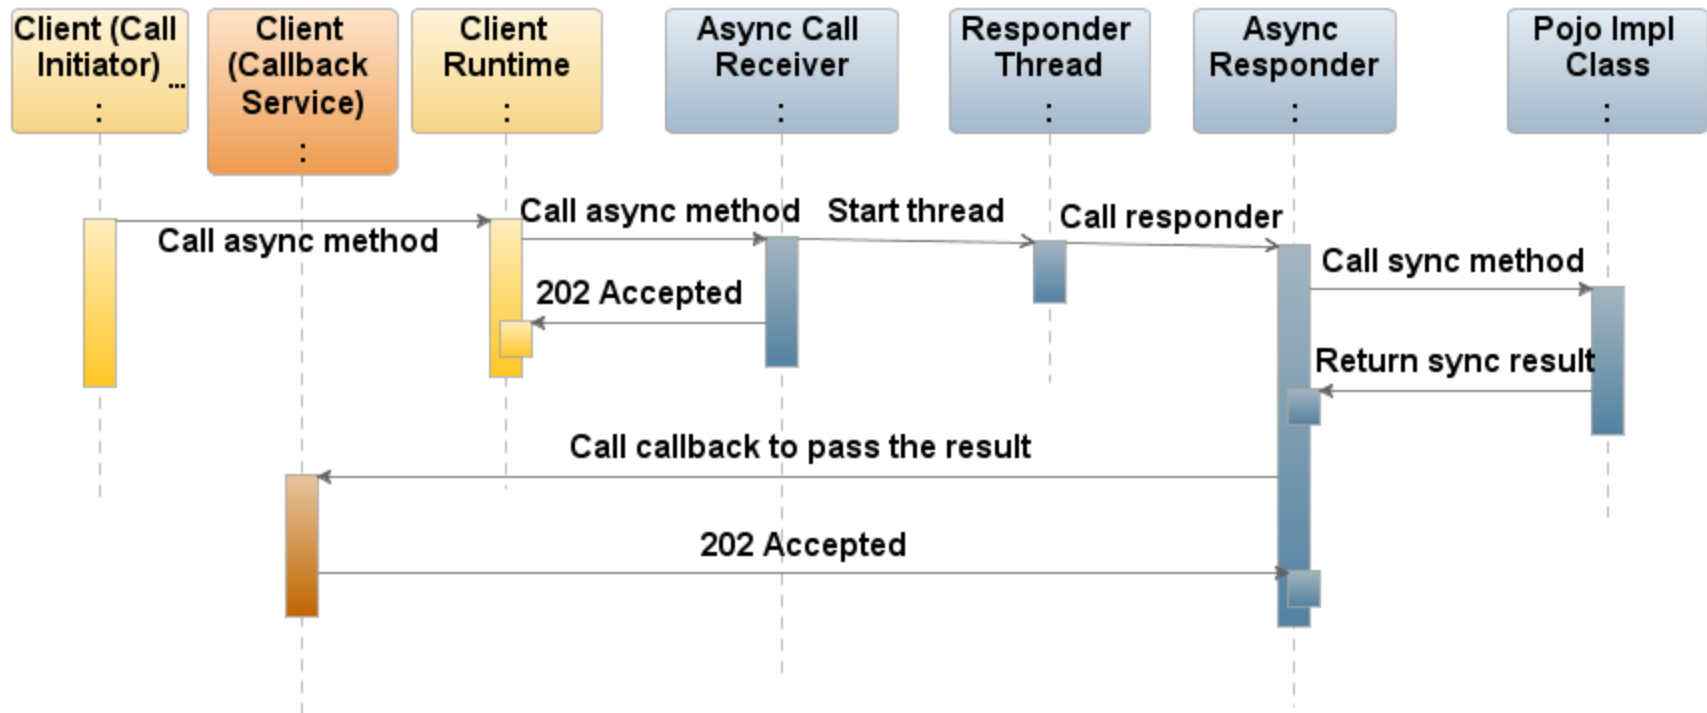 Client (Call
Initiator) ...
:
Client
(Callback
Service)
:
Client
Runtime
:
Async Call
Receiver
:
Responder
Thread
:
Async
Responder
:
Pojo Impl
Class
:
Call async method
Call async method
Start thread
Call responder
Call sync method
202 Accepted
Return sync result
Call callback to pass the result
202 Accepted